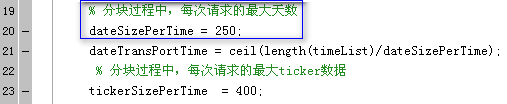 19 % 分块过程中，每次请求的最大天数
20 — dateSizePerTime = 250;
21 — dateTransPortTime = ceil(length(timeList)/dateSizePerTime);
22 % 分块过程中，每次请求的最大ticker数据
23 — tickerSizePerTime  = 400;